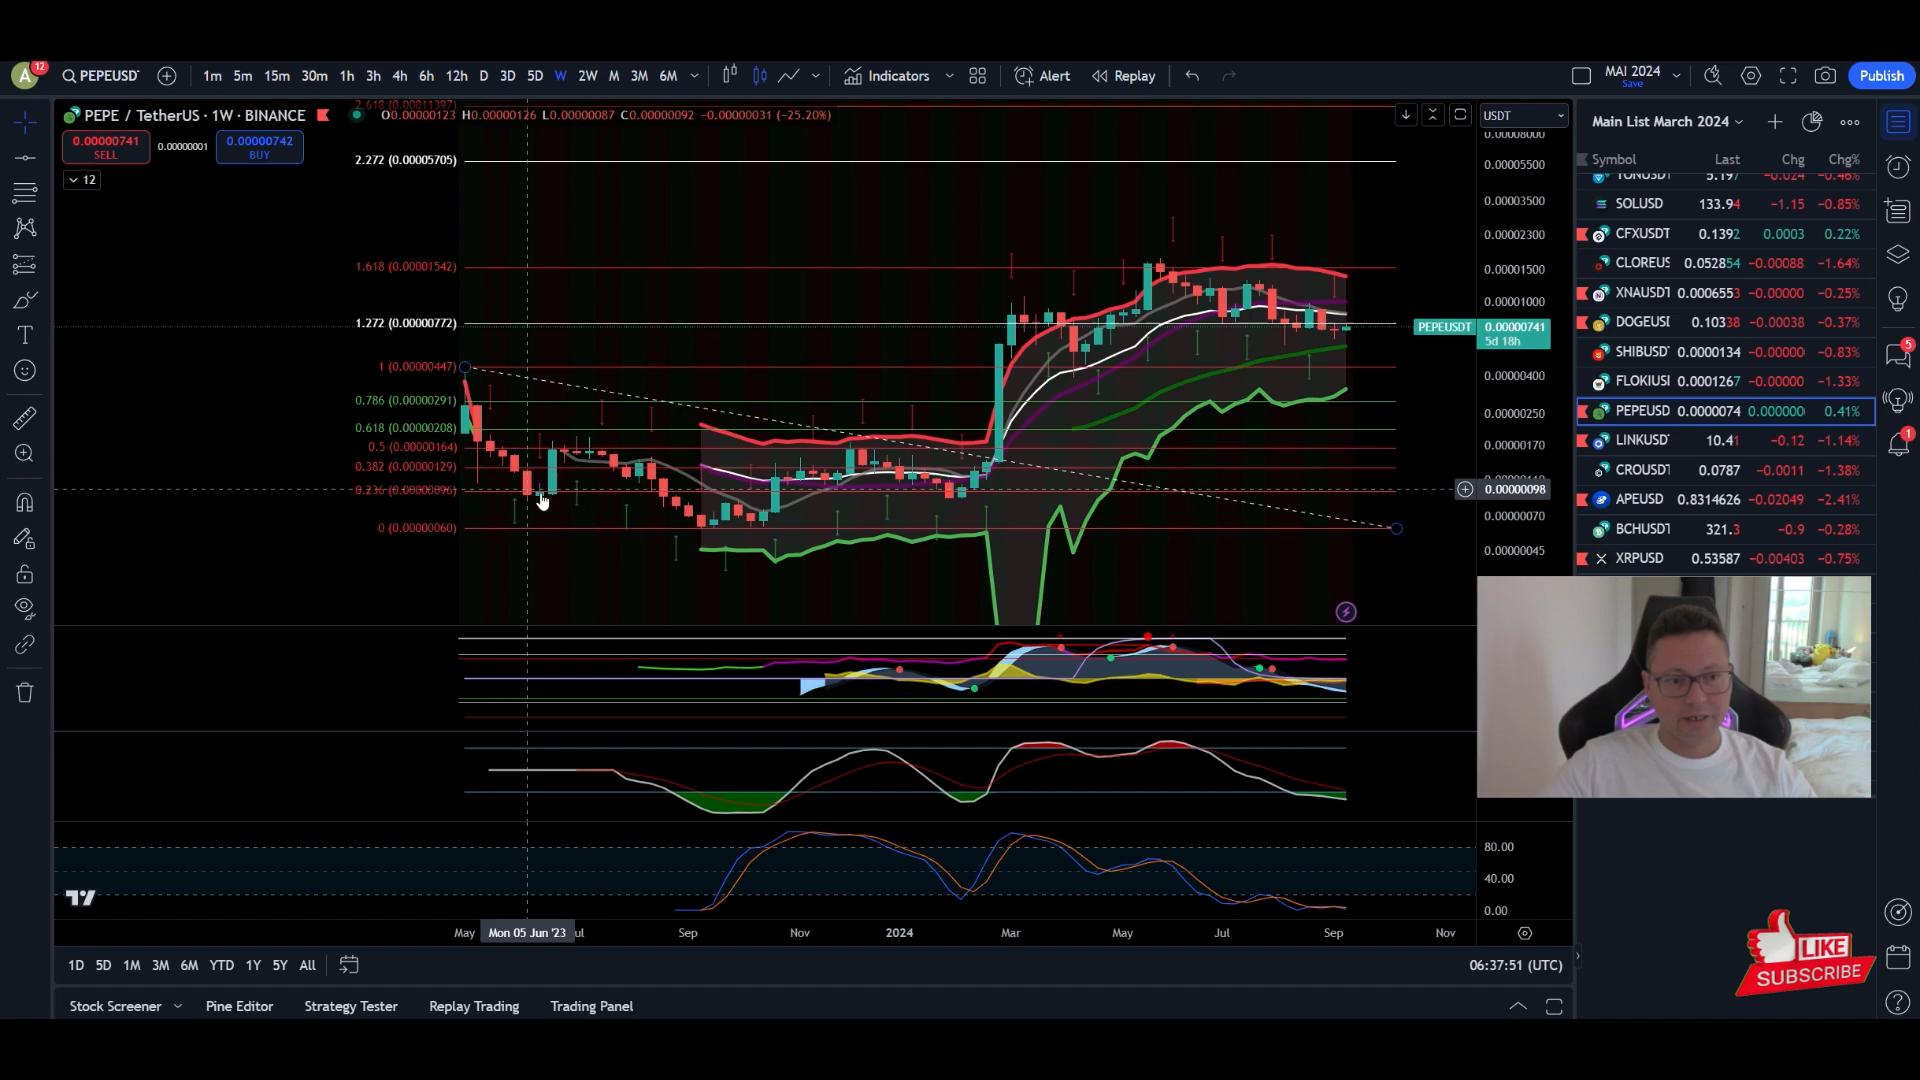 A 12 PEPEUSDT 1m 5m 15m 30m 1h 3h 4h 6h 12h D 3D 5D W 2W M 3M 6M Indicators Alert Replay MAI 2024 Save Publish
PEPE / TetherUS · 1W · BINANCE O0.00000123 H0.00000126 L0.00000087 C0.00000092 −0.00000031 (−25.20%)
0.00000741 SELL 0.00000001 0.00000742 BUY
12
2.618 (0.00011397)
2.272 (0.00005705)
1.618 (0.00001542)
1.272 (0.00000772)
1 (0.00000447)
0.786 (0.00000291)
0.618 (0.00000208)
0.5 (0.00000164)
0.382 (0.00000129)
0.236 (0.00000096)
0 (0.00000060)
USDT
0.00008000
0.00005500
0.00003500
0.00002300
0.00001500
0.00001000
PEPEUSDT 0.00000741
5d 18h
0.00000400
0.00000250
0.00000170
0.00000098
0.00000070
0.00000045
80.00
40.00
0.00
May Mon 05 Jun '23 ul Sep Nov 2024 Mar May Jul Sep Nov
1D 5D 1M 3M 6M YTD 1Y 5Y All 06:37:51 (UTC)
Stock Screener Pine Editor Strategy Tester Replay Trading Trading Panel
Main List March 2024
Symbol Last Chg Chg%
TONUSDT 5.197 −0.024 −0.46%
SOLUSD 133.94 −1.15 −0.85%
CFXUSDT 0.1392 0.0003 0.22%
CLOREUS 0.052854 −0.00088 −1.64%
XNAUSDT 0.0006553 −0.00000 −0.25%
DOGEUSI 0.10338 −0.00038 −0.37%
SHIBUSD 0.0000134 −0.00000 −0.83%
FLOKIUSI 0.0001267 −0.00000 −1.33%
PEPEUSD 0.0000074 0.000000 0.41%
LINKUSD 10.41 −0.12 −1.14%
CROUSDT 0.0787 −0.0011 −1.38%
APEUSD 0.8314626 −0.02049 −2.41%
BCHUSDT 321.3 −0.9 −0.28%
XRPUSD 0.53587 −0.00403 −0.75%
5
1
LIKE
SUBSCRIBE